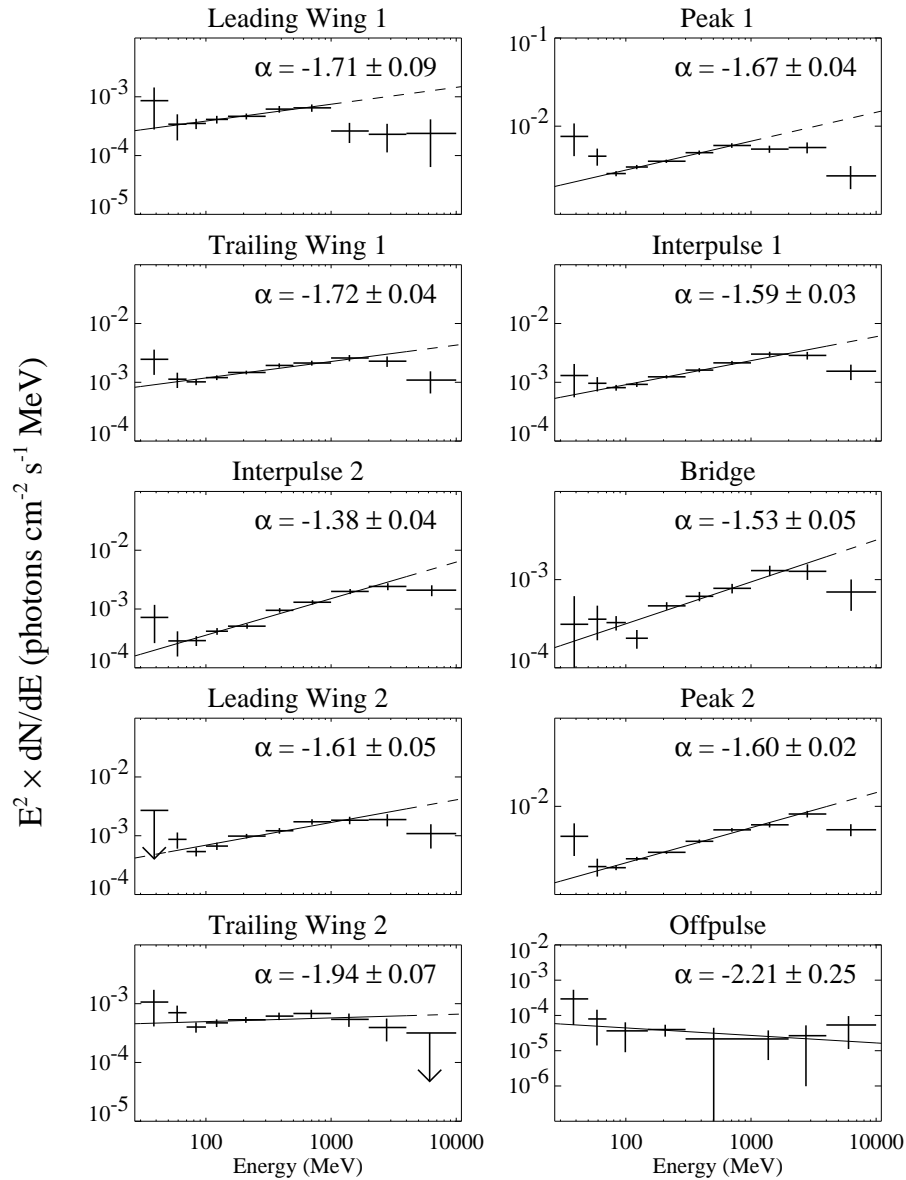 Leading Wing 1
α = -1.71 ± 0.09
10⁻³
10⁻⁴
10⁻⁵
Peak 1
α = -1.67 ± 0.04
10⁻¹
10⁻²
Trailing Wing 1
α = -1.72 ± 0.04
10⁻²
10⁻³
10⁻⁴
Interpulse 1
α = -1.59 ± 0.03
10⁻²
10⁻³
10⁻⁴
Interpulse 2
α = -1.38 ± 0.04
10⁻²
10⁻³
10⁻⁴
Bridge
α = -1.53 ± 0.05
10⁻³
10⁻⁴
Leading Wing 2
α = -1.61 ± 0.05
10⁻²
10⁻³
10⁻⁴
Peak 2
α = -1.60 ± 0.02
10⁻²
Trailing Wing 2
α = -1.94 ± 0.07
10⁻³
10⁻⁴
10⁻⁵
Offpulse
α = -2.21 ± 0.25
10⁻²
10⁻³
10⁻⁴
10⁻⁵
10⁻⁶
100 1000 10000
Energy (MeV)
100 1000 10000
Energy (MeV)
E² × dN/dE (photons cm⁻² s⁻¹ MeV)